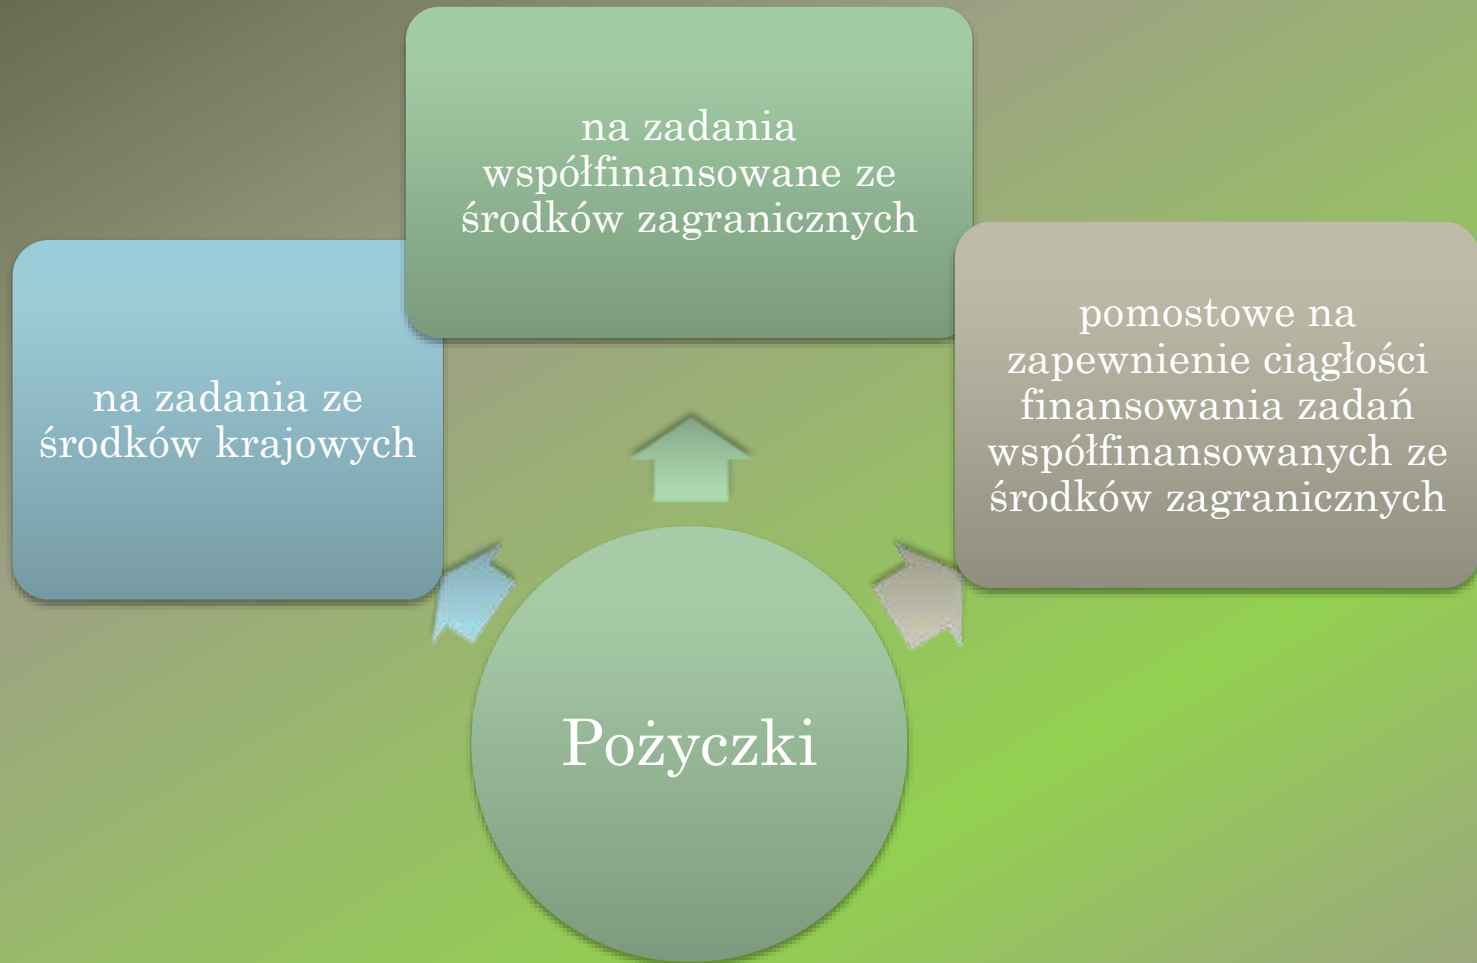 na zadania
współfinansowane ze
środków zagranicznych
na zadania ze
środków krajowych
pomostowe na
zapewnienie ciągłości
finansowania zadań
współfinansowanych ze
środków zagranicznych
Pożyczki